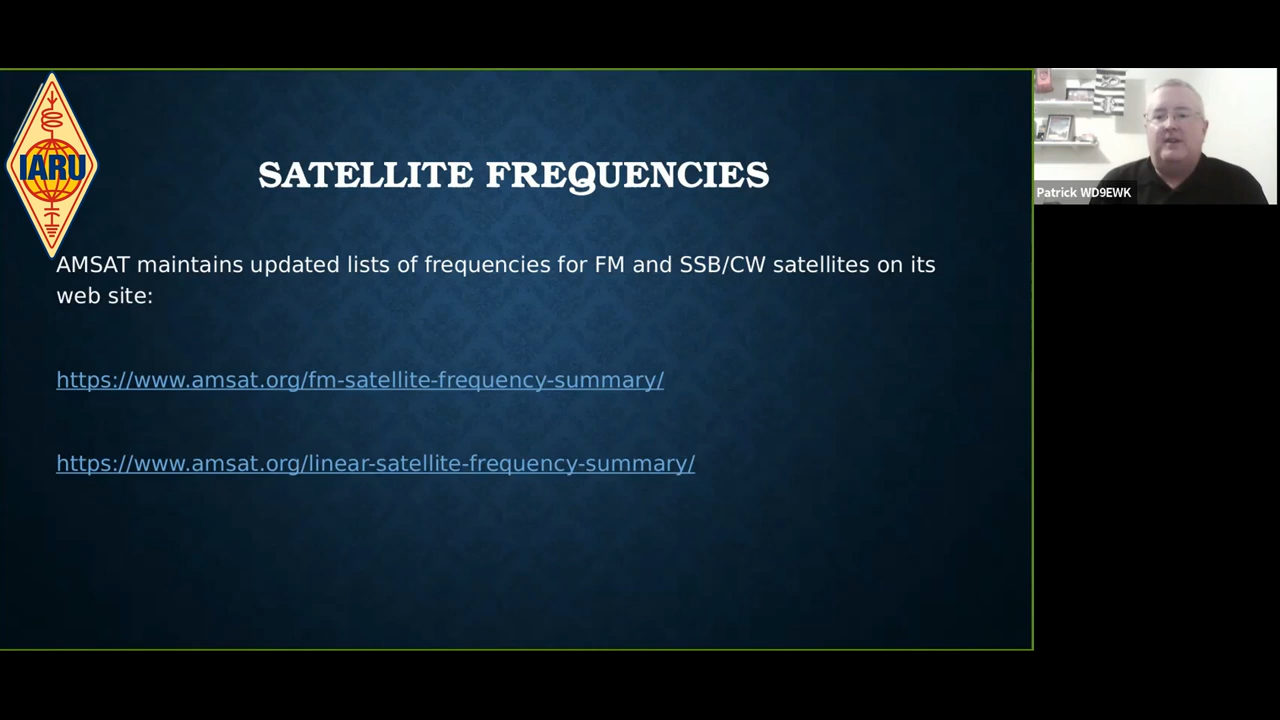 IARU
SATELLITE FREQUENCIES
AMSAT maintains updated lists of frequencies for FM and SSB/CW satellites on its
web site:
https://www.amsat.org/fm-satellite-frequency-summary/
https://www.amsat.org/linear-satellite-frequency-summary/
Patrick WD9EWK